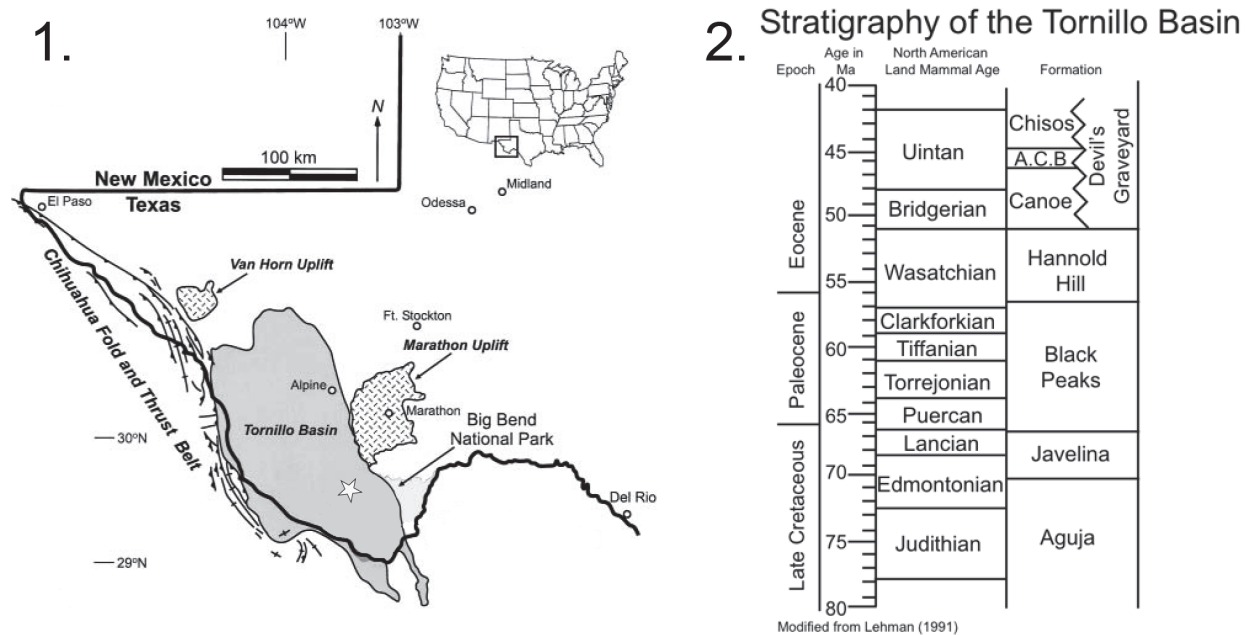 1.
104°W
103°W
N
100 km
New Mexico
Texas
El Paso
Midland
Odessa
Van Horn Uplift
Chihuahua Fold and Thrust Belt
Ft. Stockton
Marathon Uplift
Alpine
Marathon
Tornillo Basin
Big Bend
National Park
30°N
29°N
Del Rio
2.
Stratigraphy of the Tornillo Basin
Epoch
Age in
Ma
North American
Land Mammal Age
Formation
40
45
50
55
60
65
70
75
80
Eocene
Paleocene
Late Cretaceous
Uintan
Bridgerian
Wasatchian
Clarkforkian
Tiffanian
Torrejonian
Puercan
Lancian
Edmontonian
Judithian
Chisos
A.C.B
Canoe
Devil's
Graveyard
Hannold
Hill
Black
Peaks
Javelina
Aguja
Modified from Lehman (1991)